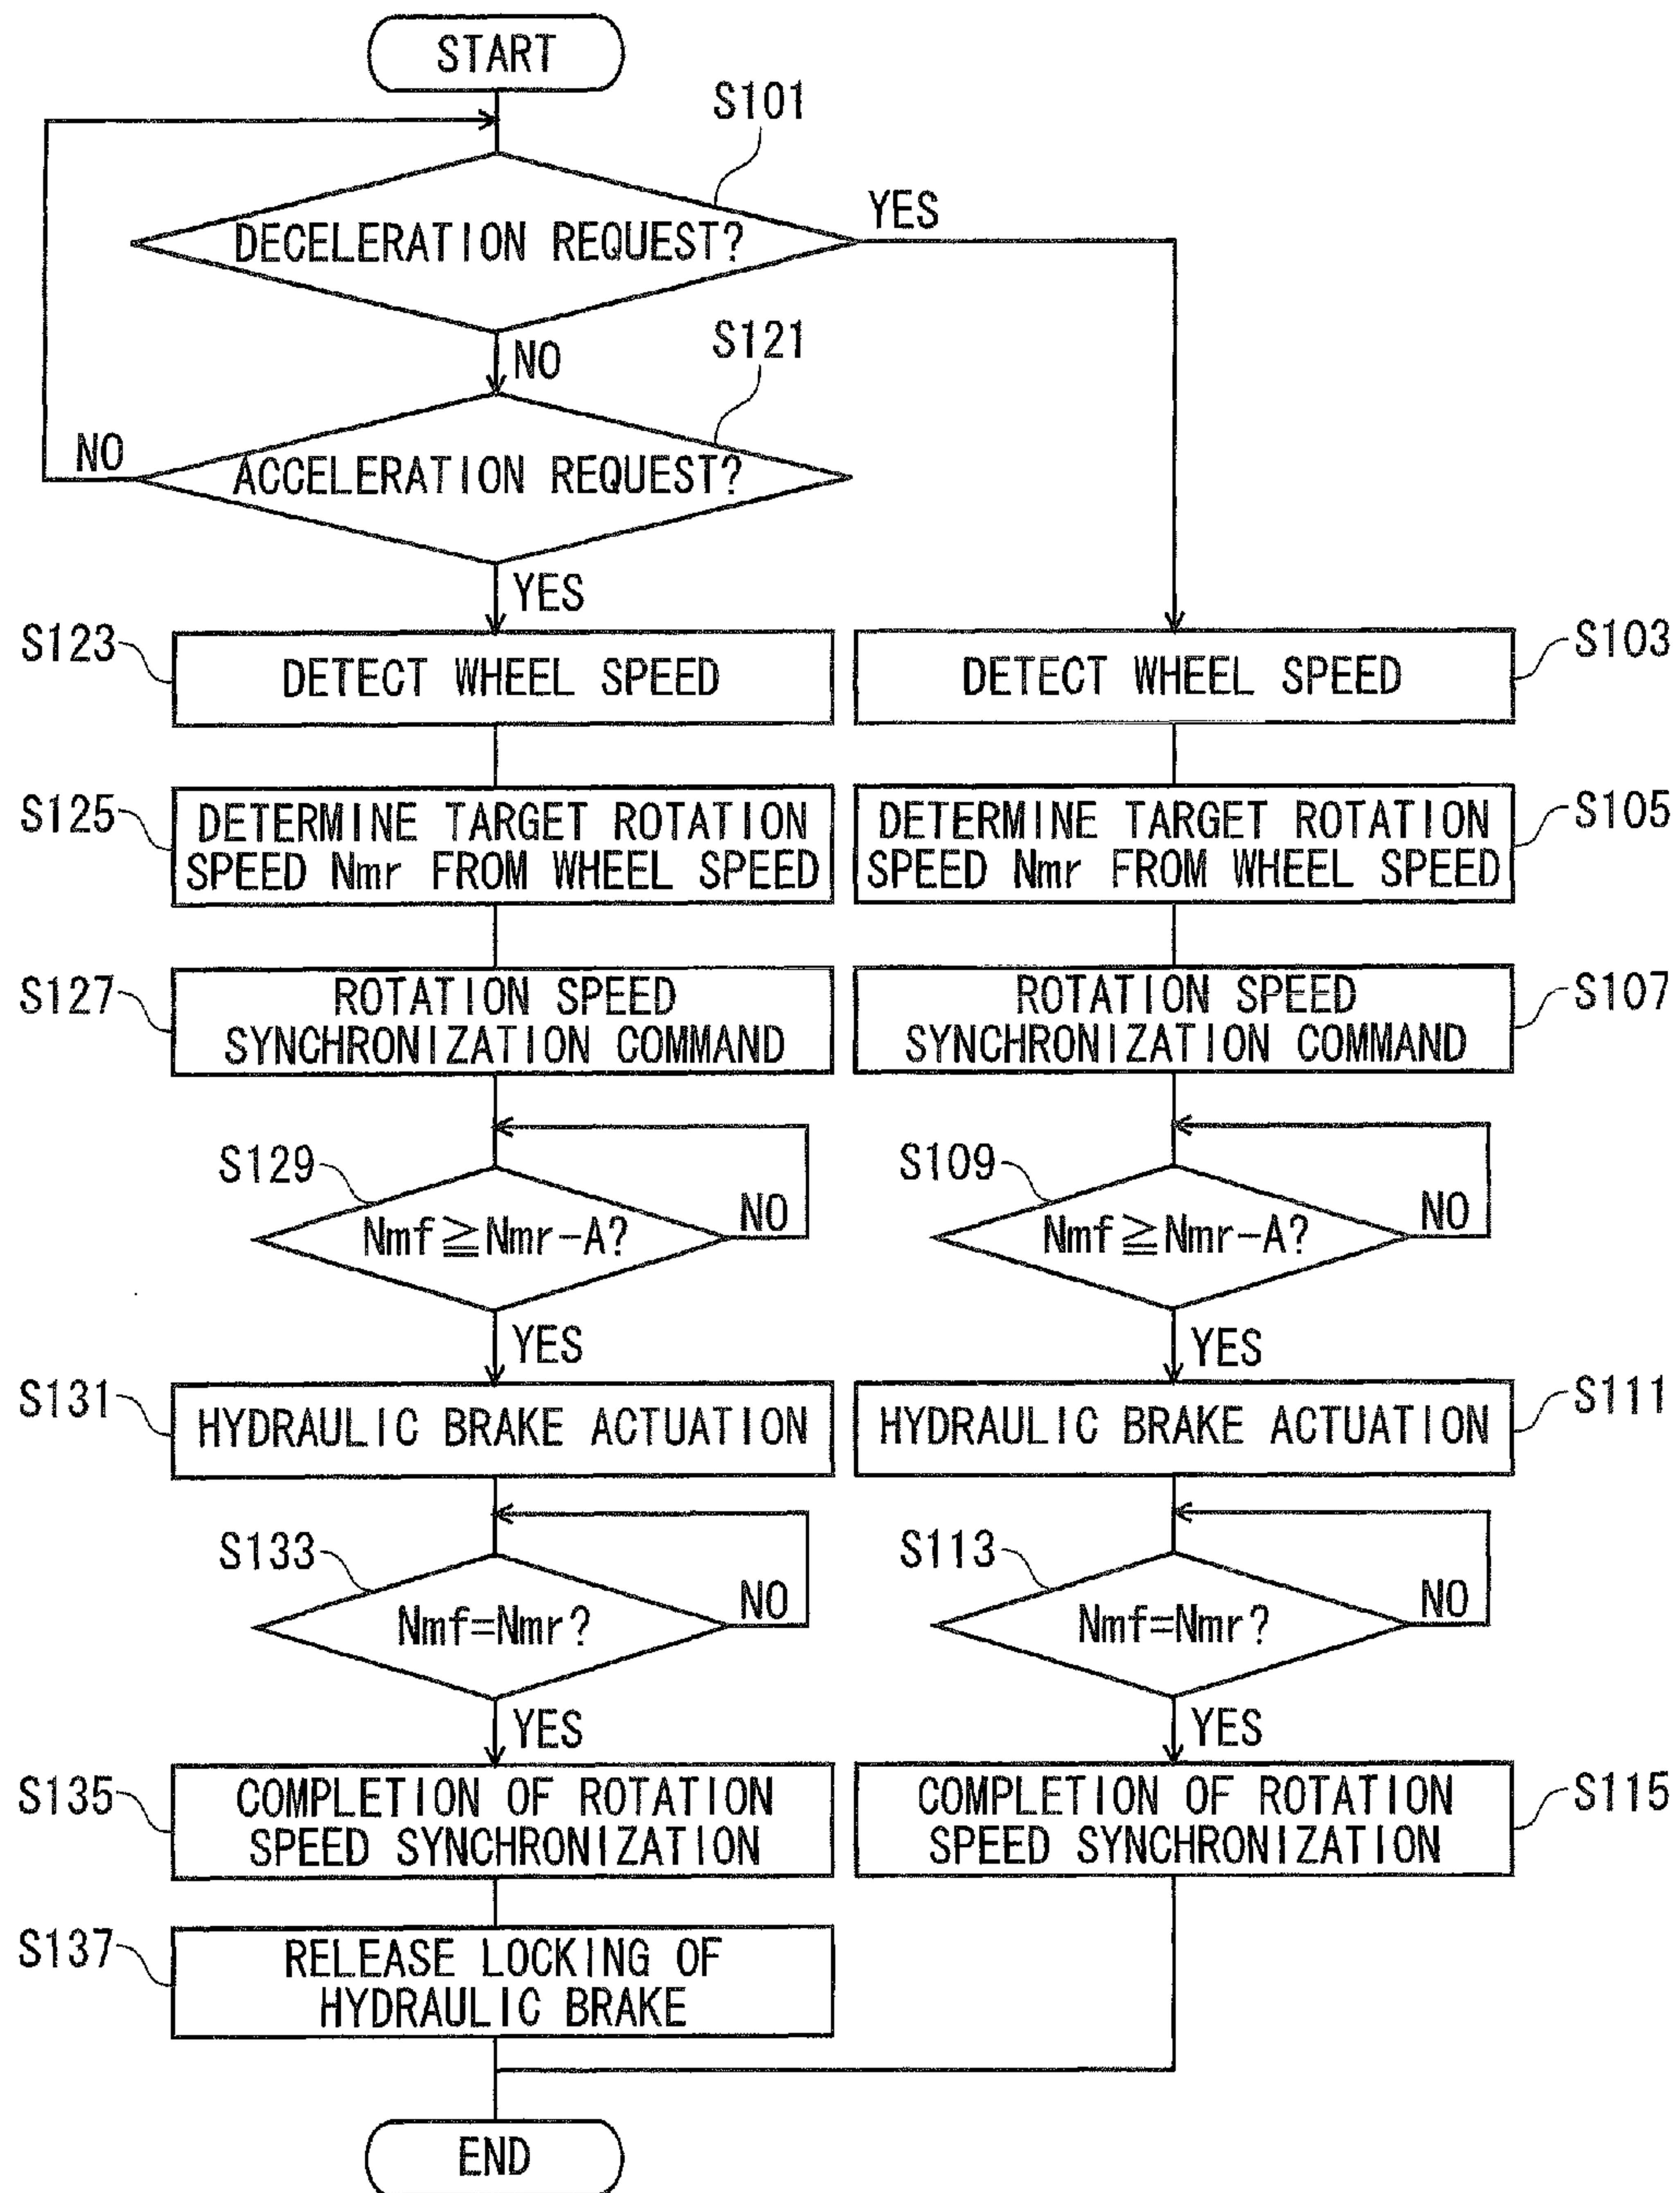 START
S101
DECELERATION REQUEST?
YES
NO
S121
ACCELERATION REQUEST?
NO
YES
S123
DETECT WHEEL SPEED
DETECT WHEEL SPEED
S103
S125
DETERMINE TARGET ROTATION
SPEED Nmr FROM WHEEL SPEED
DETERMINE TARGET ROTATION
SPEED Nmr FROM WHEEL SPEED
S105
S127
ROTATION SPEED
SYNCHRONIZATION COMMAND
ROTATION SPEED
SYNCHRONIZATION COMMAND
S107
S129
Nmf≧Nmr-A?
NO
YES
S109
Nmf≧Nmr-A?
NO
YES
S131
HYDRAULIC BRAKE ACTUATION
HYDRAULIC BRAKE ACTUATION
S111
S133
Nmf=Nmr?
NO
YES
S113
Nmf=Nmr?
NO
YES
S135
COMPLETION OF ROTATION
SPEED SYNCHRONIZATION
COMPLETION OF ROTATION
SPEED SYNCHRONIZATION
S115
S137
RELEASE LOCKING OF
HYDRAULIC BRAKE
END